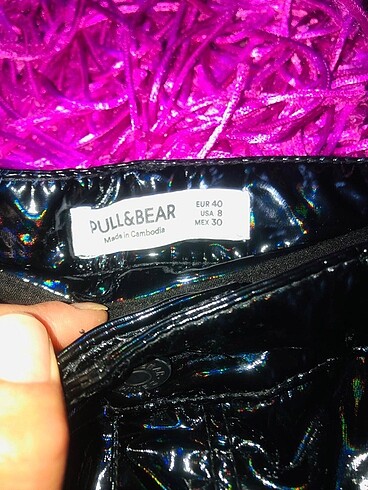 PULL&BEAR
Made in Cambodia
EUR 40
USA 8
MEX 30